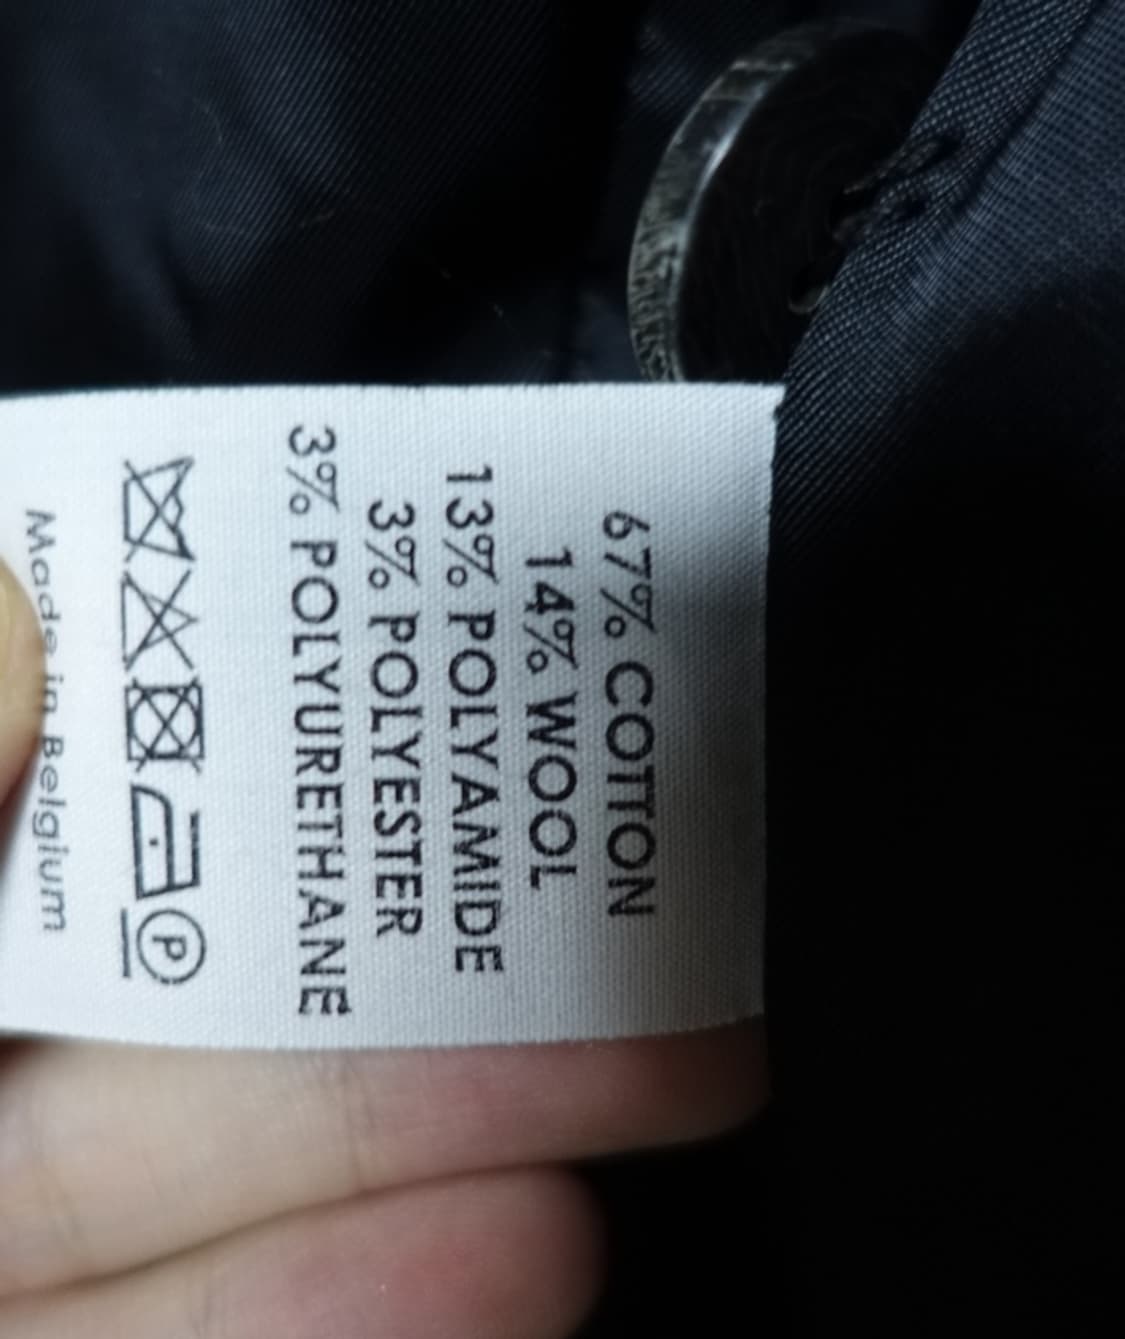 67% COTTON
14% WOOL
13% POLYAMIDE
3% POLYESTER
3% POLYURETHANE
P
Made in Belgium